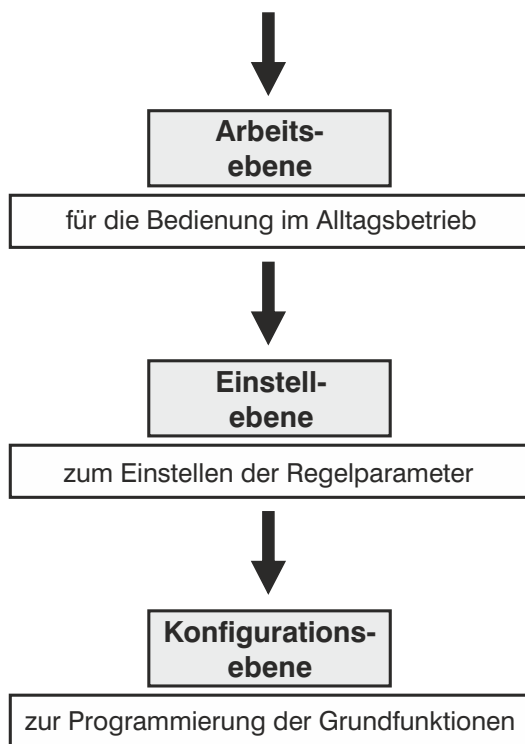 Arbeits-
ebene
für die Bedienung im Alltagsbetrieb
Einstell-
ebene
zum Einstellen der Regelparameter
Konfigurations-
ebene
zur Programmierung der Grundfunktionen